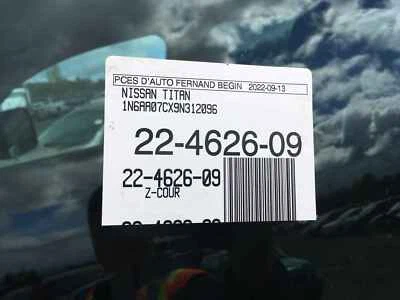 PCES D'AUTO FERNAND BEGIN 2022-09-13
NISSAN TITAN
1N6AA07CX9N312096
22-4626-09
22-4626-09
Z-COUR